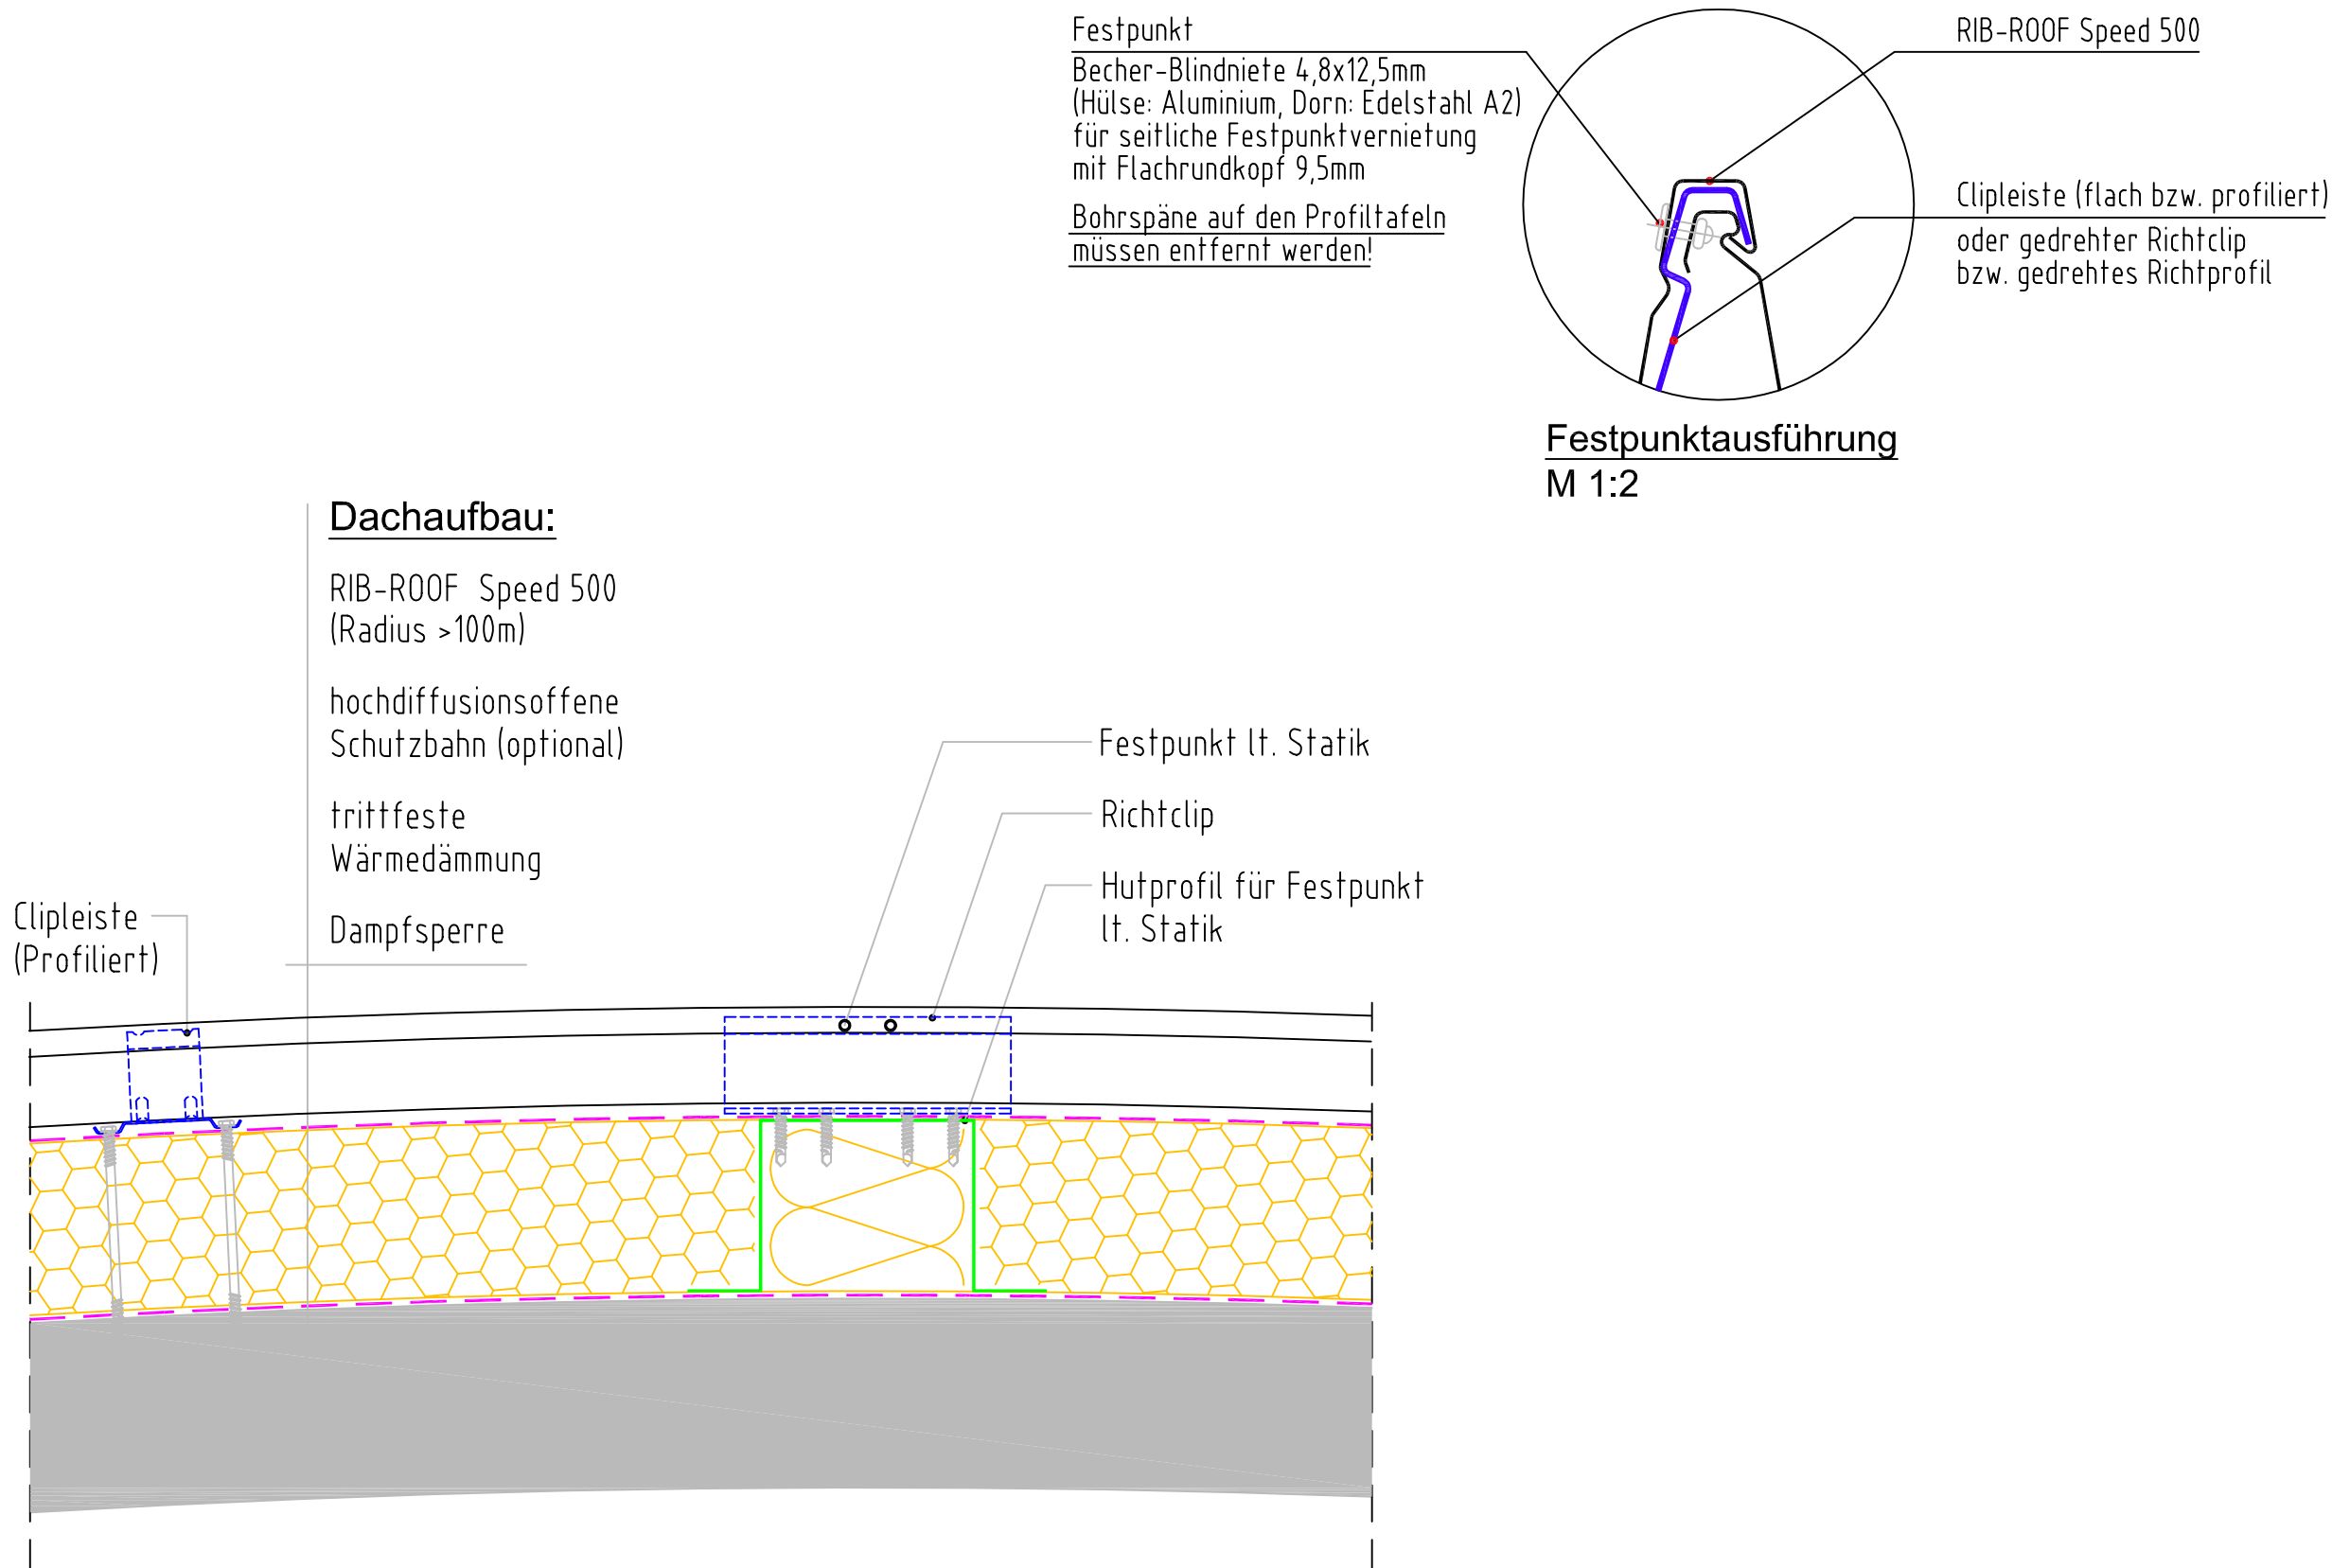 Festpunkt
Becher-Blindniete 4,8x12,5mm
(Hülse: Aluminium, Dorn: Edelstahl A2)
für seitliche Festpunktvernietung
mit Flachrundkopf 9,5mm
Bohrspäne auf den Profiltafeln
müssen entfernt werden!
RIB-ROOF Speed 500
Clipleiste (flach bzw. profiliert)
oder gedrehter Richtclip
bzw. gedrehtes Richtprofil
Festpunktausführung
M 1:2
Dachaufbau:
RIB-ROOF Speed 500
(Radius >100m)
hochdiffusionsoffene
Schutzbahn (optional)
trittfeste
Wärmedämmung
Dampfsperre
Clipleiste
(Profiliert)
Festpunkt lt. Statik
Richtclip
Hutprofil für Festpunkt
lt. Statik